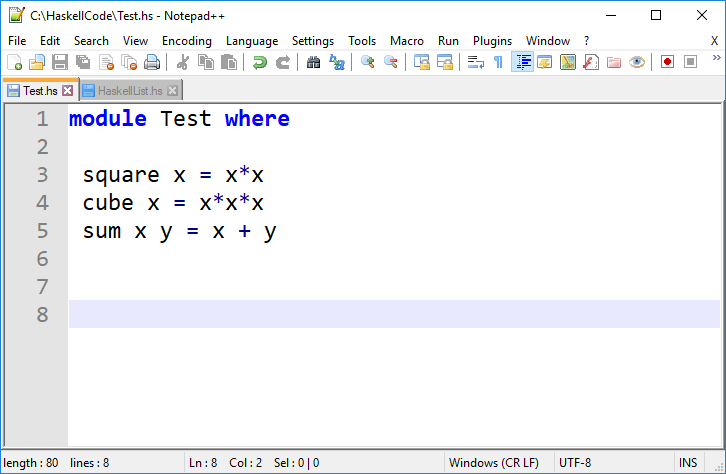 C:\HaskellCode\Test.hs - Notepad++
File Edit Search View Encoding Language Settings Tools Macro Run Plugins Window ? X
Test.hs HaskellList.hs
1 module Test where
2
3 square x = x*x
4 cube x = x*x*x
5 sum x y = x + y
6
7
8
length : 80 lines : 8 Ln : 8 Col : 2 Sel : 0 | 0 Windows (CR LF) UTF-8 INS